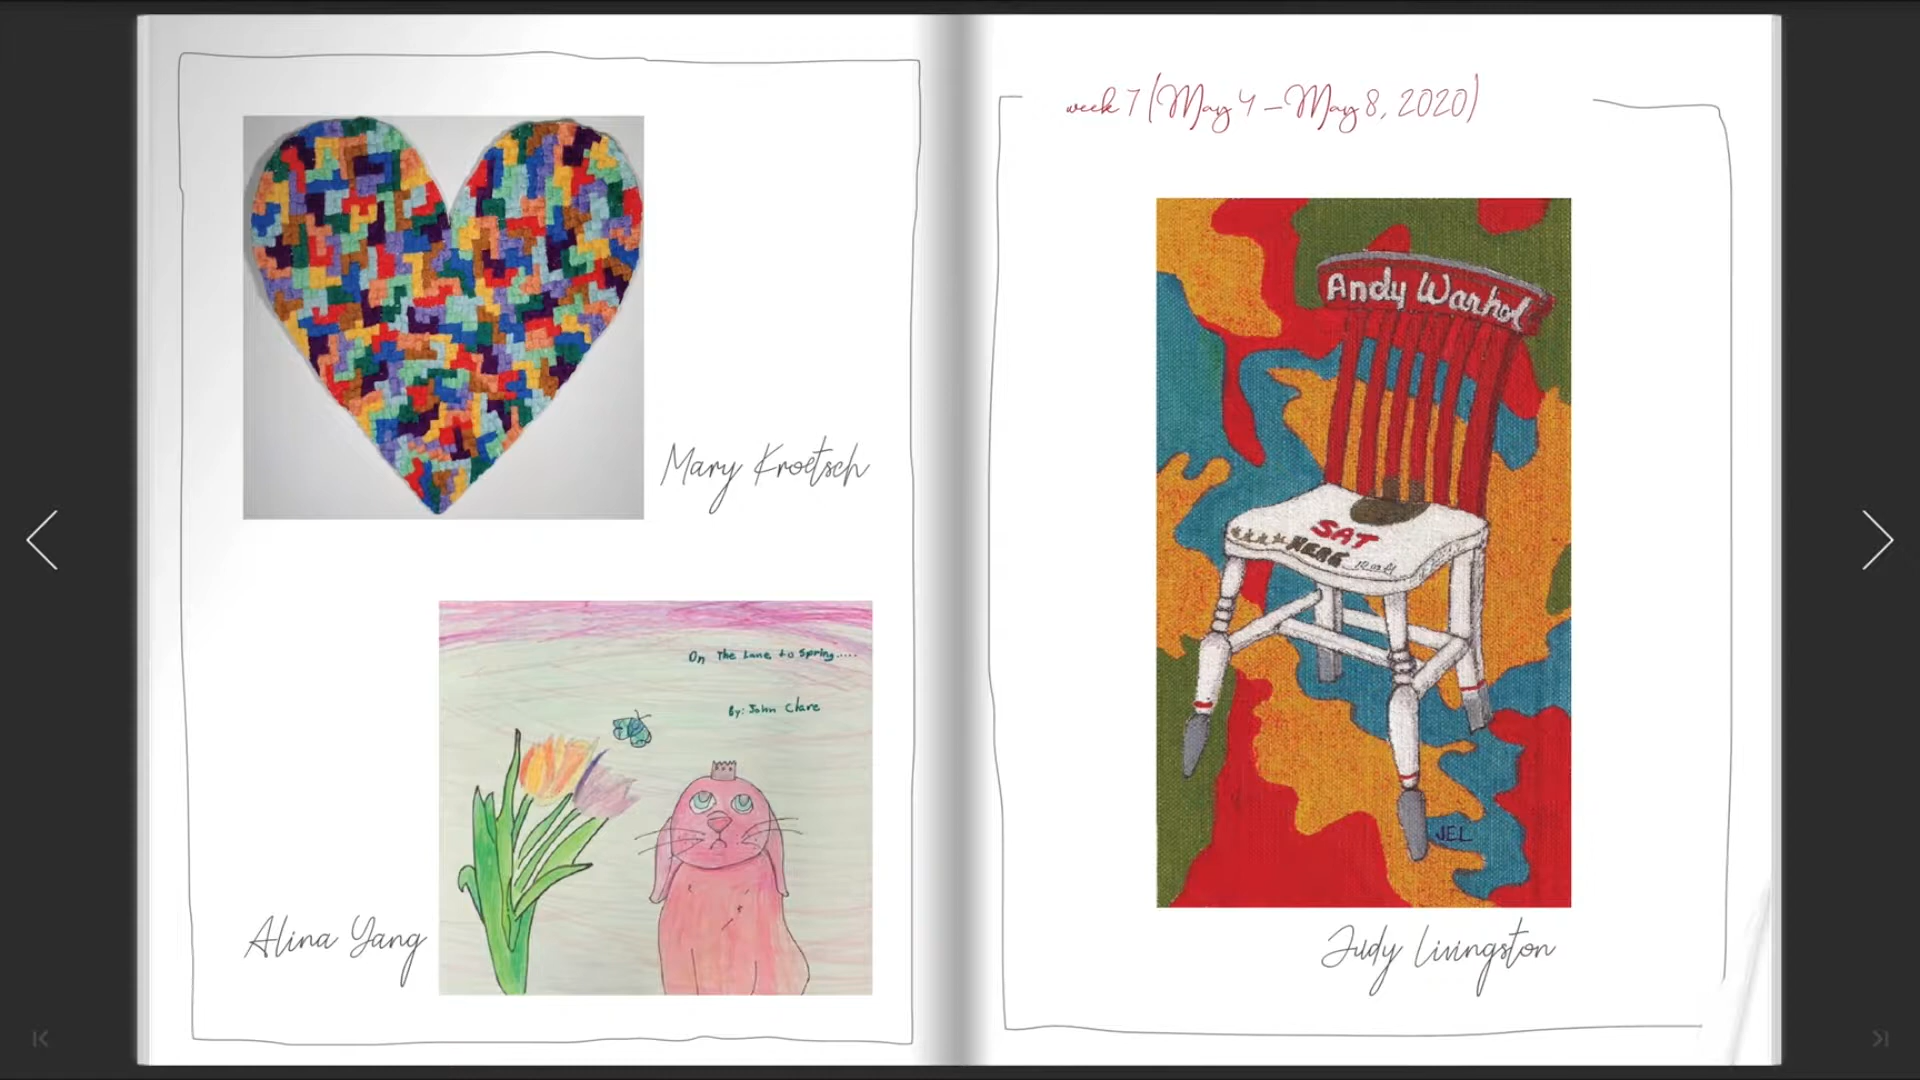 Mary Kroetsch
On The Lane to Spring.....
By: John Clare
Alina Yang
week 7 (May 4 – May 8, 2020)
Andy Warhol
SAT
HERE
JEL
Judy Livingston